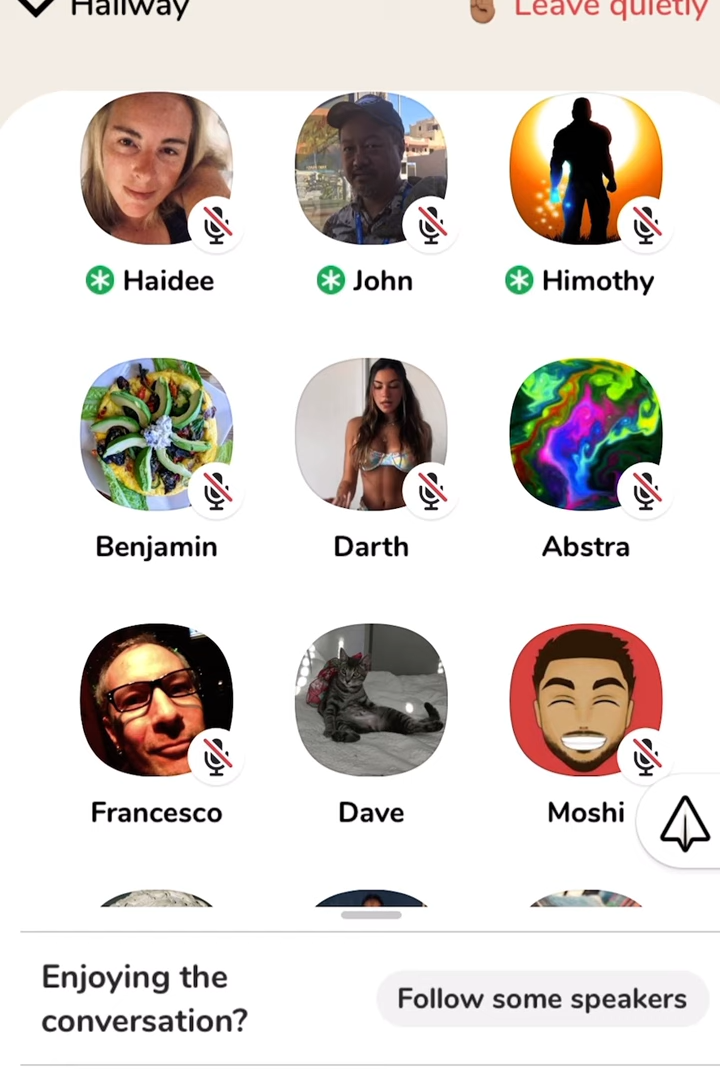 Hallway
Leave quietly
Haidee
John
Himothy
Benjamin
Darth
Abstra
Francesco
Dave
Moshi
Enjoying the
conversation?
Follow some speakers